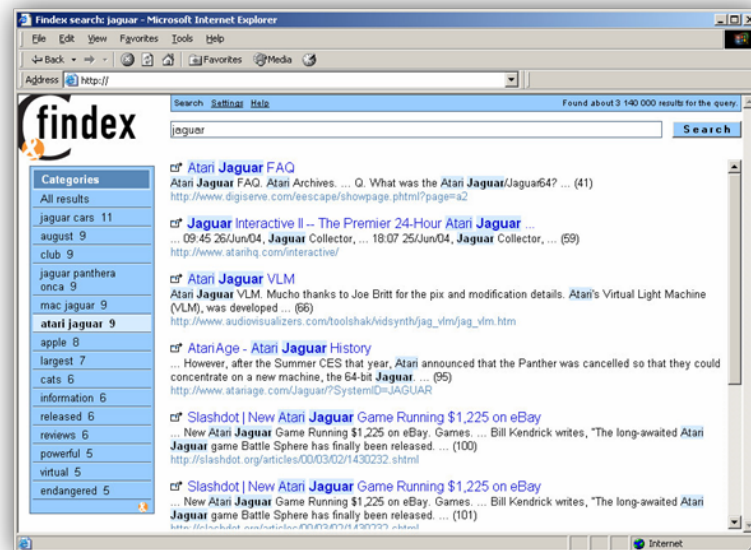 Findex search: jaguar - Microsoft Internet Explorer
File Edit View Favorites Tools Help
Back Favorites Media
Address http://
findex
&
Search Settings Help Found about 3 140 000 results for the query.
jaguar Search
Categories
All results
jaguar cars 11
august 9
club 9
jaguar panthera
onca 9
mac jaguar 9
atari jaguar 9
apple 8
largest 7
cats 6
information 6
released 6
reviews 6
powerful 5
virtual 5
endangered 5
Atari Jaguar FAQ
Atari Jaguar FAQ. Atari Archives. ... Q. What was the Atari Jaguar/Jaguar64? ... (41)
http://www.digiserve.com/eescape/showpage.phtml?page=a2
Jaguar Interactive II -- The Premier 24-Hour Atari Jaguar ...
... 09:45 26/Jun/04, Jaguar Collector, ... 18:07 25/Jun/04, Jaguar Collector, ... (59)
http://www.atarihq.com/interactive/
Atari Jaguar VLM
Atari Jaguar VLM. Mucho thanks to Joe Britt for the pix and modification details. Atari's Virtual Light Machine
(VLM), was developed ... (66)
http://www.audiovisualizers.com/toolshak/vidsynth/jag_vlm/jag_vlm.htm
AtariAge - Atari Jaguar History
... However, after the Summer CES that year, Atari announced that the Panther was cancelled so that they could
concentrate on a new machine, the 64-bit Jaguar. ... (95)
http://www.atariage.com/Jaguar/?SystemID=JAGUAR
Slashdot | New Atari Jaguar Game Running $1,225 on eBay
... New Atari Jaguar Game Running $1,225 on eBay. Games. ... Bill Kendrick writes, "The long-awaited Atari
Jaguar game Battle Sphere has finally been released. ... (100)
http://slashdot.org/articles/00/03/02/1430232.shtml
Slashdot | New Atari Jaguar Game Running $1,225 on eBay
... New Atari Jaguar Game Running $1,225 on eBay. Games. ... Bill Kendrick writes, "The long-awaited Atari
Jaguar game Battle Sphere has finally been released. ... (101)
http://slashdot.org/articles/00/03/02/1430232.shtml
Internet